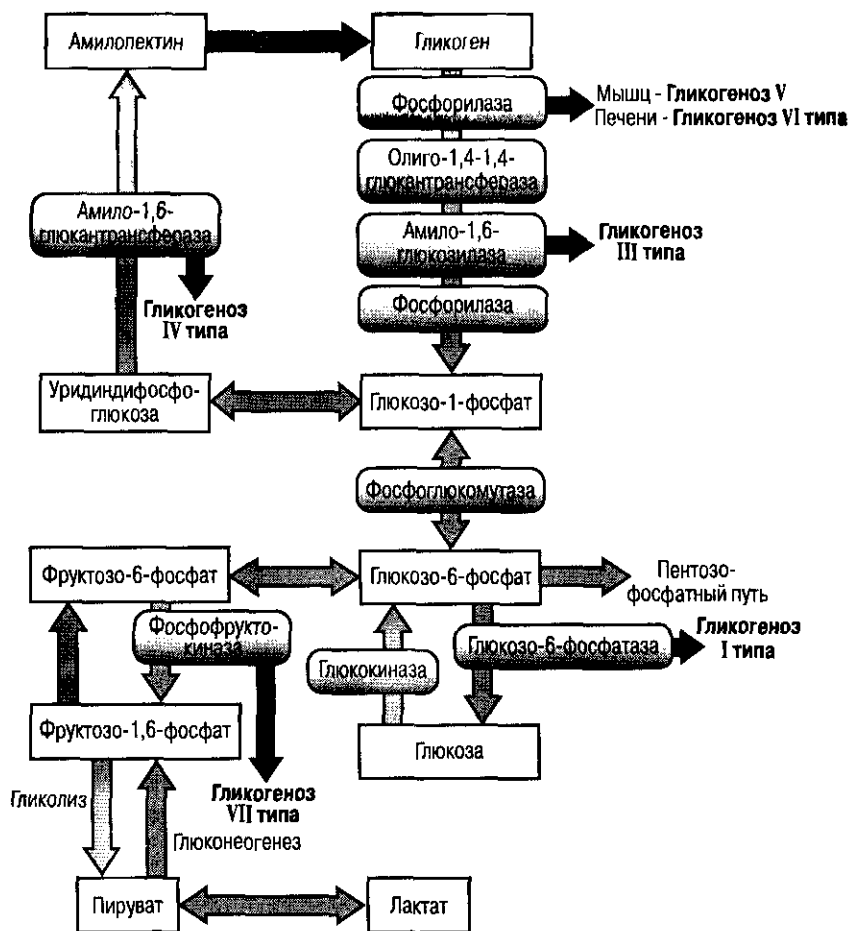 Амилопектин
Гликоген
Фосфорилаза
Мышц - Гликогеноз V
Печени - Гликогеноз VI типа
Олиго-1,4-1,4-
глюкантрансфераза
Амило-1,6-
глюкантрансфераза
Амило-1,6-
глюкозилаза
Гликогеноз
III типа
Гликогеноз
IV типа
Фосфорилаза
Уридиндифосфо-
глюкоза
Глюкозо-1-фосфат
Фосфоглюкомутаза
Фруктозо-6-фосфат
Глюкозо-6-фосфат
Пентозо-
фосфатный путь
Фосфофрукто-
киназа
Глюкокиназа
Глюкозо-6-фосфатаза
Гликогеноз
I типа
Фруктозо-1,6-фосфат
Глюкоза
Гликолиз
Гликогеноз
VII типа
Глюконеогенез
Пируват
Лактат